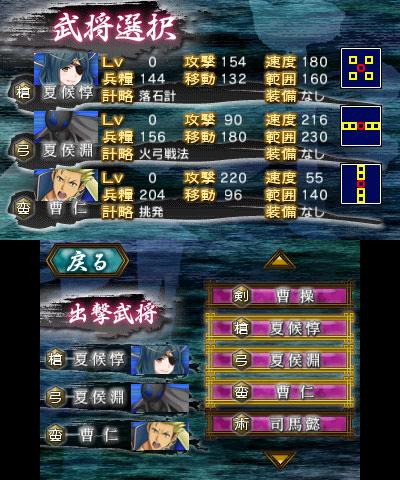 武将選択
Lv 0 攻撃 154 速度 180
兵糧 144 移動 132 範囲 160
槍 夏候惇 計略 落石計 装備 なし
Lv 0 攻撃 90 速度 216
兵糧 156 移動 180 範囲 230
弓 夏侯淵 計略 火弓戦法 装備 なし
Lv 0 攻撃 220 速度 55
兵糧 204 移動 96 範囲 140
蛮 曹仁 計略 挑発 装備 なし
戻る
出撃武将
槍 夏候惇
弓 夏侯淵
蛮 曹仁
剣 曹操
槍 夏候惇
弓 夏侯淵
蛮 曹仁
術 司馬懿